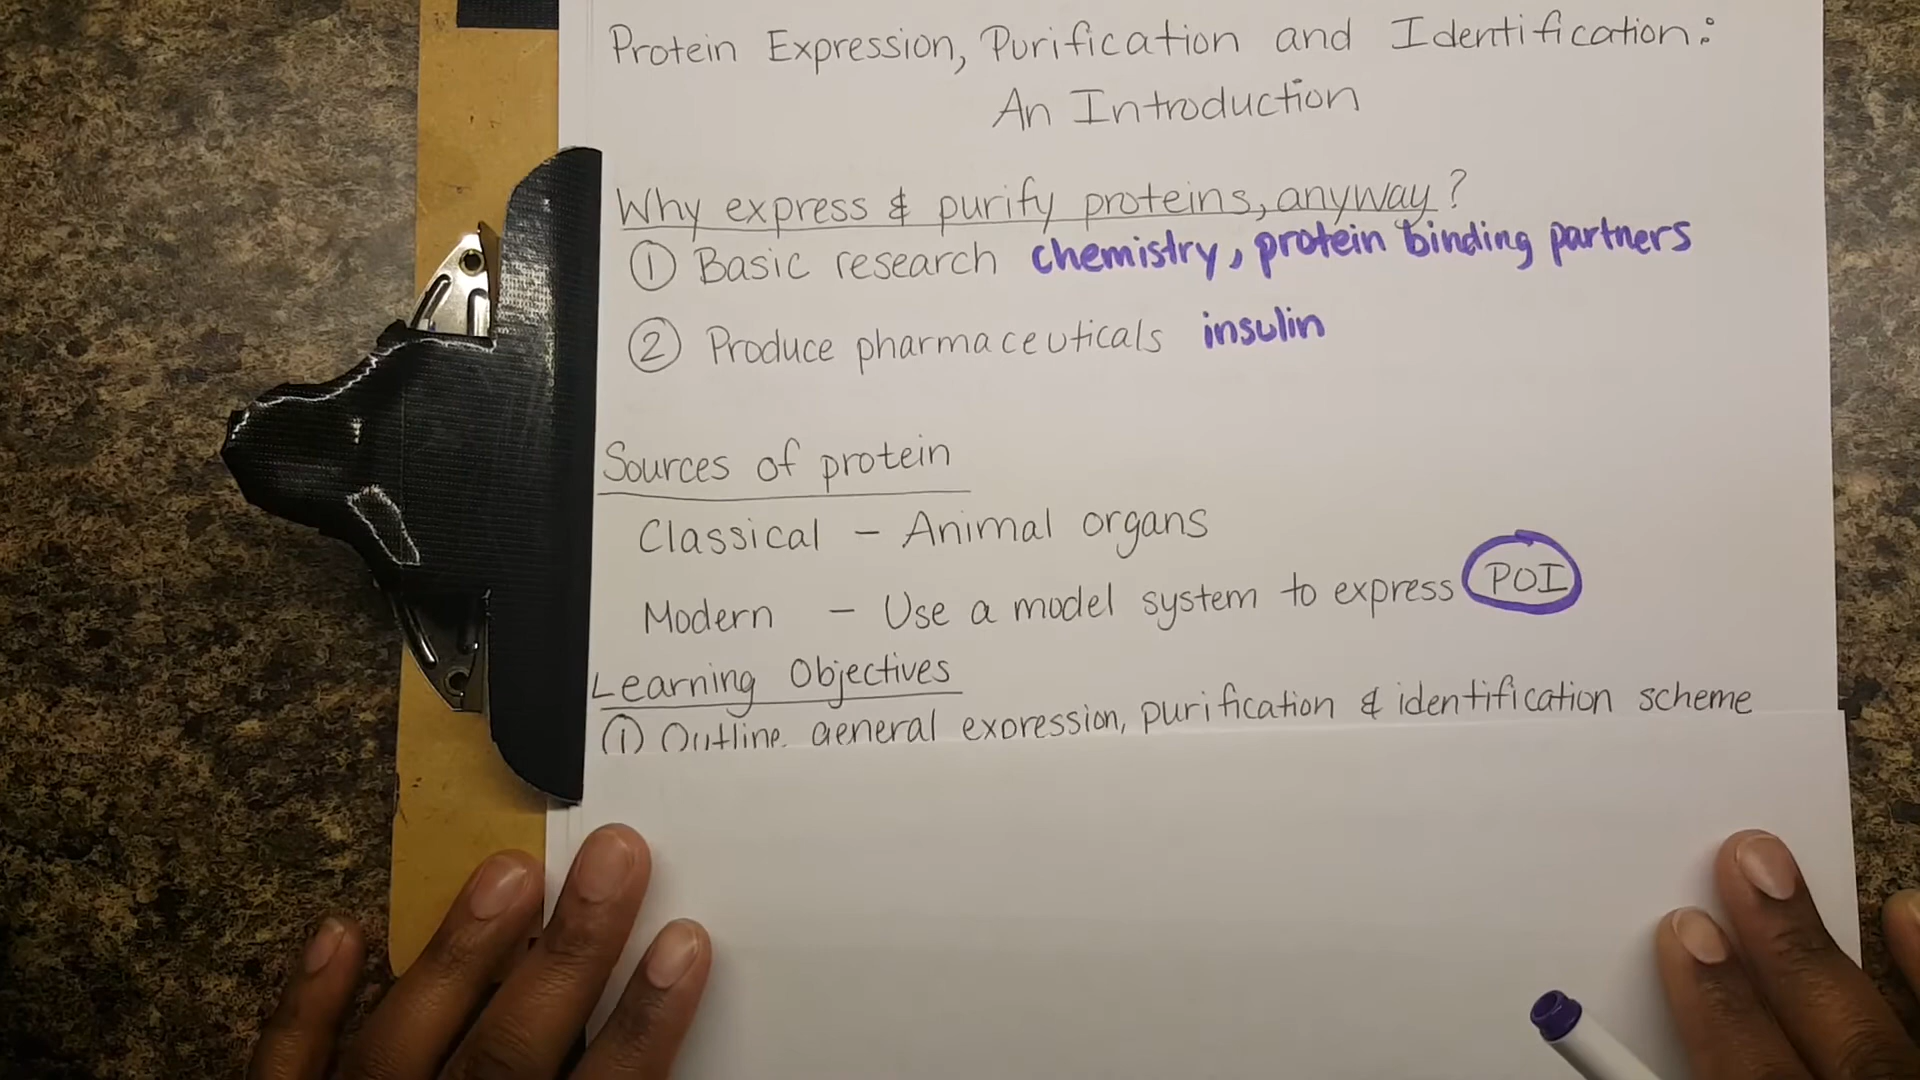 Protein Expression, Purification and Identification:
An Introduction
Why express & purify proteins, anyway?
① Basic research chemistry, protein binding partners
② Produce pharmaceuticals insulin
Sources of protein
Classical – Animal organs
Modern – Use a model system to express POI
Learning Objectives
① Outline general expression, purification & identification scheme